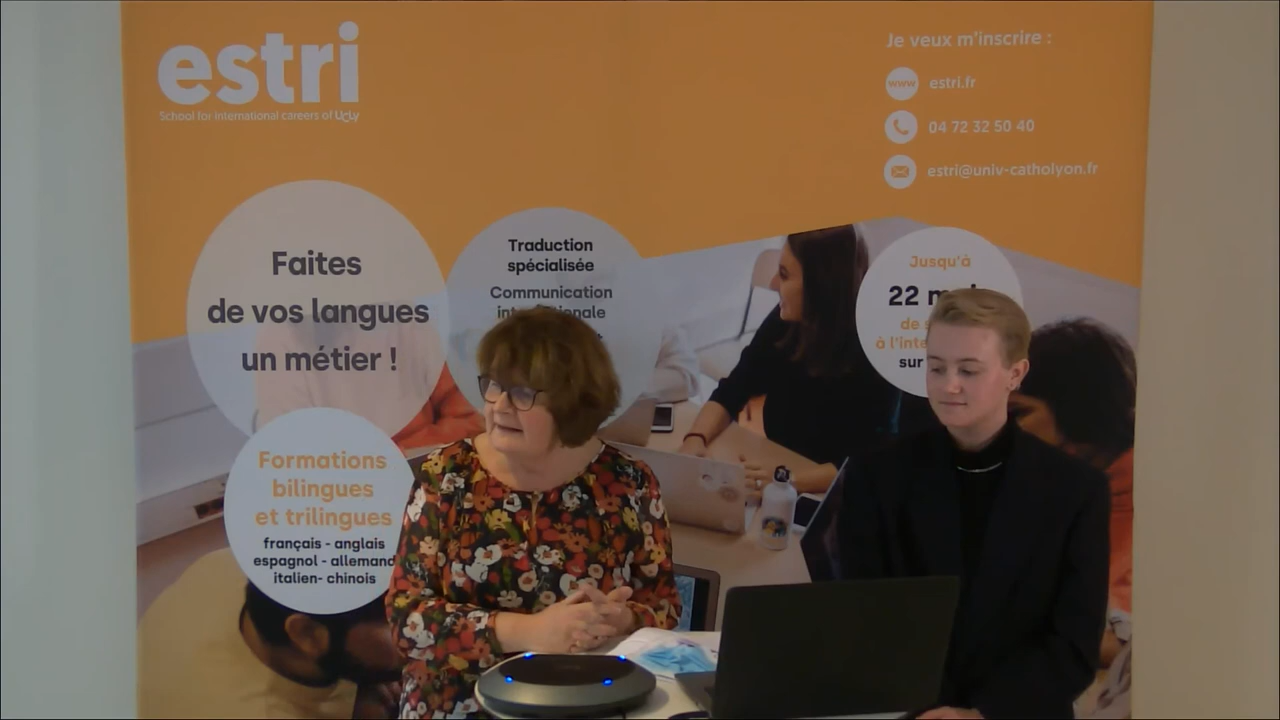 estri
School for international careers of UCLy
Je veux m'inscrire :
www
estri.fr
04 72 32 50 40
estri@univ-catholyon.fr
Faites
de vos langues
un métier !
Traduction
spécialisée
Communication
Jusqu'à
22
de
sur
Formations
bilingues
et trilingues
français - anglais
espagnol - allemand
italien- chinois